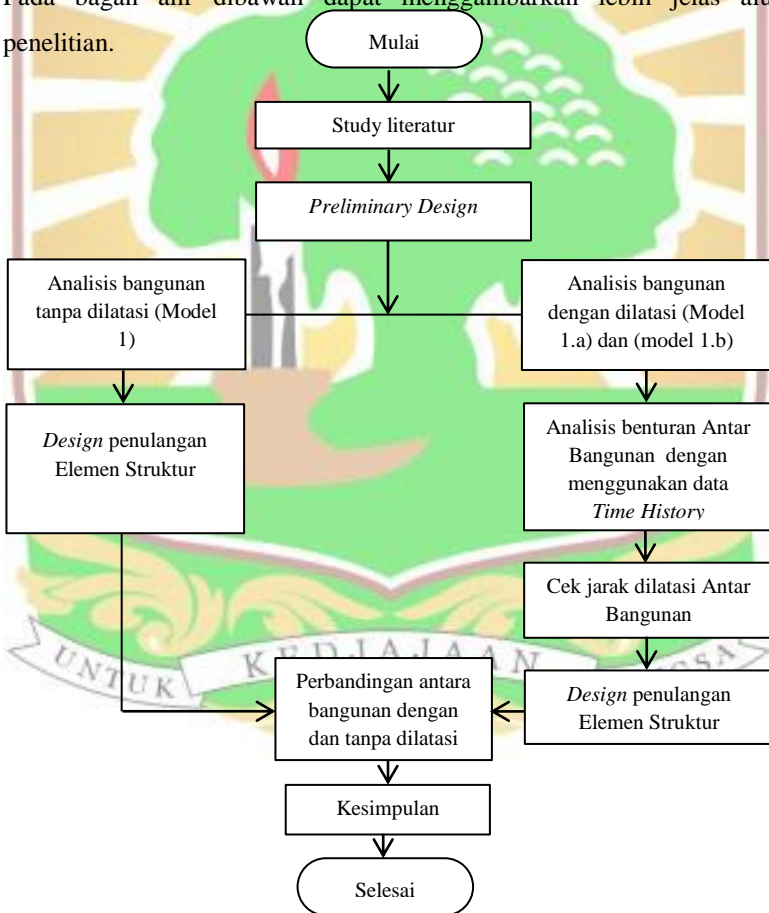 Pada bagan alir dibawah dapat menggambarkan lebih jelas
penelitian.
Mulai
Study literatur
Preliminary Design
Analisis bangunan
tanpa dilatasi (Model
1)
Analisis bangunan
dengan dilatasi (Model
1.a) dan (model 1.b)
Design penulangan
Elemen Struktur
Analisis benturan Antar
Bangunan dengan
menggunakan data
Time History
Cek jarak dilatasi Antar
Bangunan
UNTUK KEDJAJAAN
Perbandingan antara
bangunan dengan
dan tanpa dilatasi
Design penulangan
Elemen Struktur
Kesimpulan
Selesai